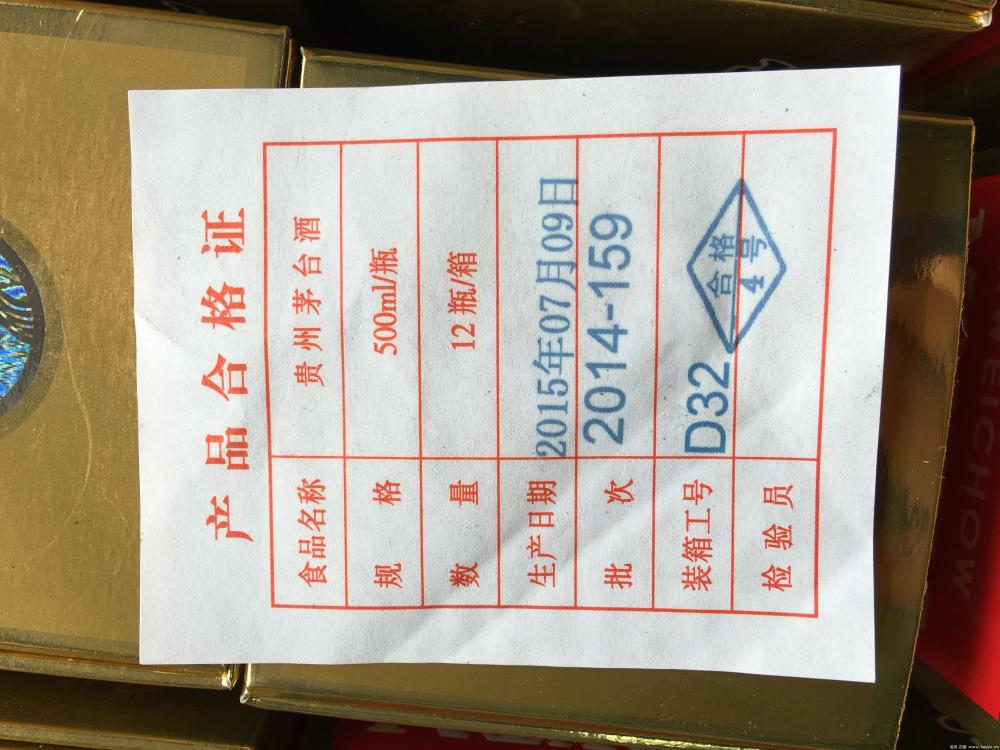 产品合格证
食品名称 贵州茅台酒
规格 500ml/瓶
数量 12瓶/箱
生产日期 2015年07月09日
批次 2014-159
装箱工号 D32
检验员 合格
4号